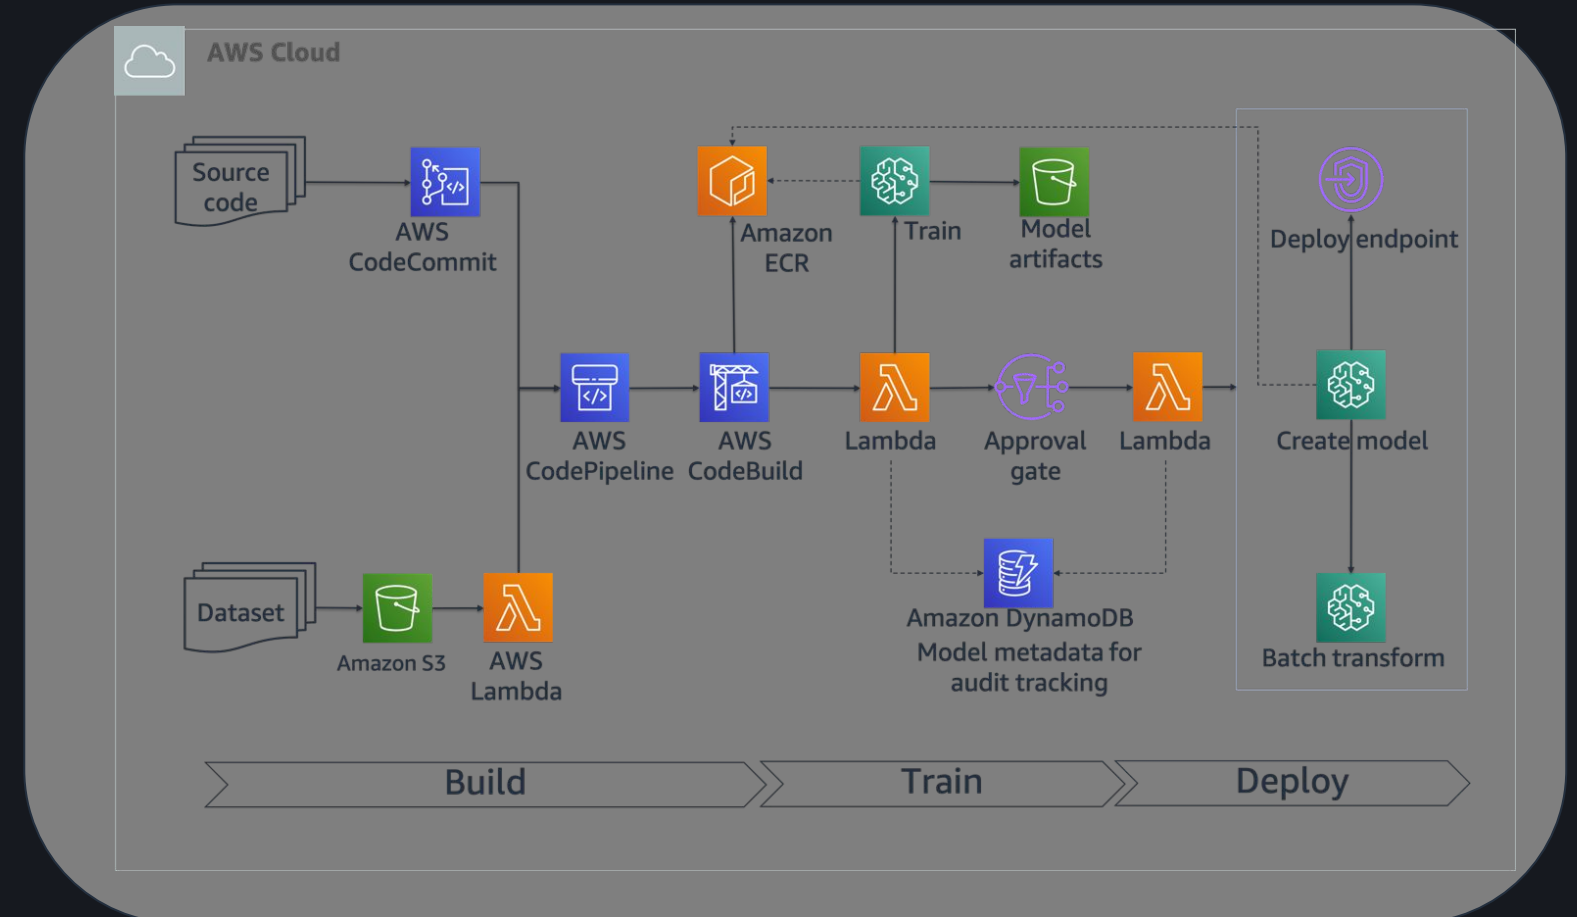 AWS Cloud
Source
code
AWS
CodeCommit
Amazon
ECR
Train
Model
artifacts
Deploy endpoint
AWS
CodePipeline
AWS
CodeBuild
Lambda
Approval
gate
Lambda
Create model
Dataset
Amazon S3
AWS
Lambda
Amazon DynamoDB
Model metadata for
audit tracking
Batch transform
Build
Train
Deploy